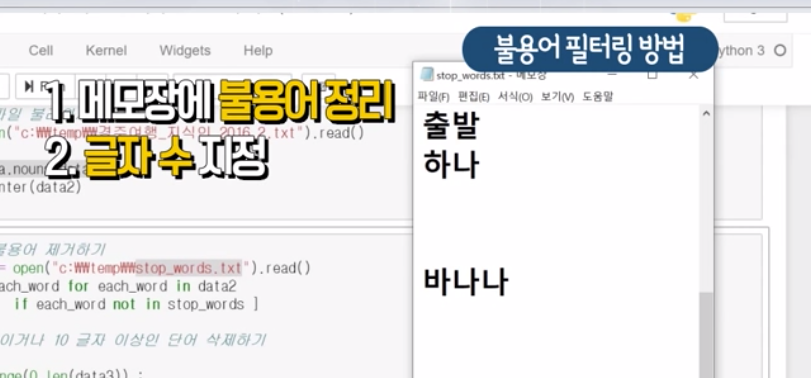 Cell Kernel Widgets Help
불용어 필터링 방법
ython 3
stop_words.txt - 메모장
파일(F) 편집(E) 서식(O) 보기(V) 도움말
1. 메모장에 불용어 정리
2. 글자 수 지정
n("c:₩₩temp₩₩경주여행_지식인_2016_2.txt").read()
a.noun
nter(data2)
출발
하나
바나나
불용어 제거하기
= open("c:₩₩temp₩₩stop_words.txt").read()
ach_word for each_word in data2
if each_word not in stop_words ]
이거나 10 글자 이상인 단어 삭제하기
nge(0,len(data3)) :